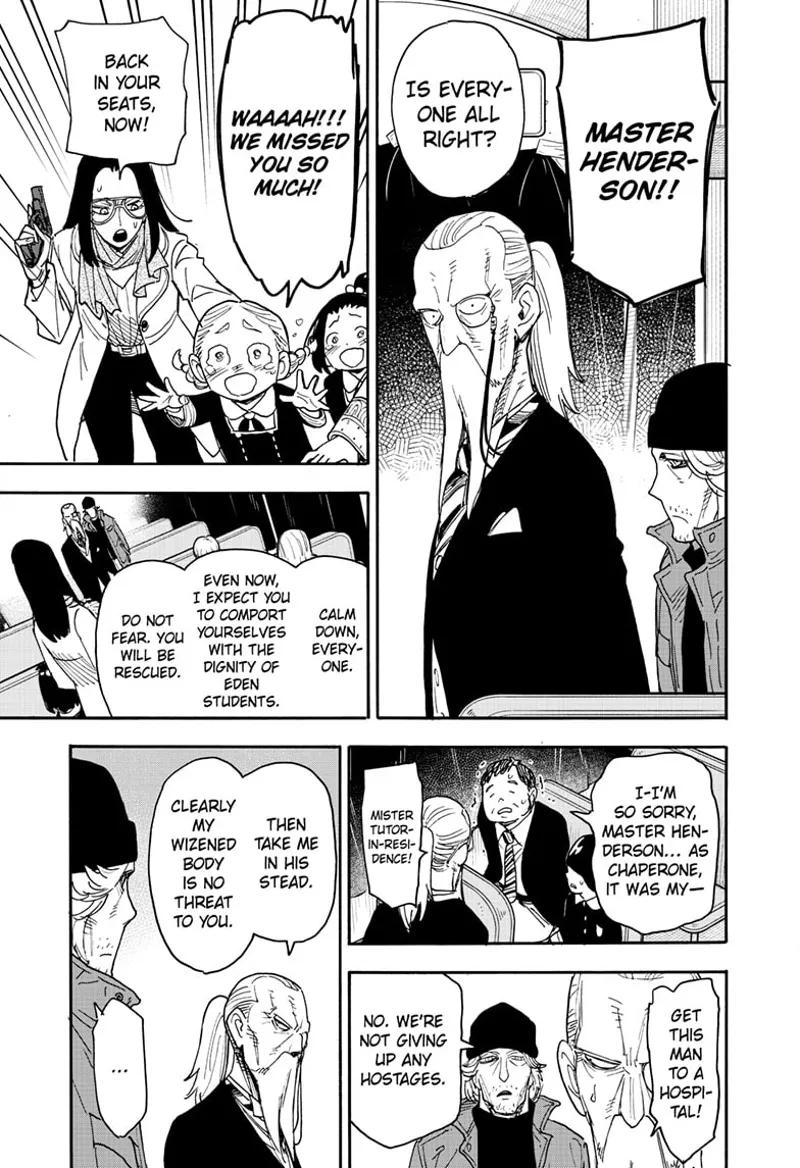 MASTER
HENDER-
SON!!
IS EVERY-
ONE ALL
RIGHT?
WAAAAH!!!
WE MISSED
YOU SO
MUCH!
BACK
IN YOUR
SEATS,
NOW!
CALM
DOWN,
EVERY-
ONE.
EVEN NOW,
I EXPECT YOU
TO COMPORT
YOURSELVES
WITH THE
DIGNITY OF
EDEN
STUDENTS.
DO NOT
FEAR. YOU
WILL BE
RESCUED.
I-I'M
SO SORRY,
MASTER HEN-
DERSON... AS
CHAPERONE,
IT WAS MY—
MISTER
TUTOR-
IN-RESI-
DENCE!
GET
THIS
MAN
TO A
HOSPI-
TAL!
NO. WE'RE
NOT GIVING
UP ANY
HOSTAGES.
THEN
TAKE ME
IN HIS
STEAD.
CLEARLY
MY
WIZENED
BODY
IS NO
THREAT
TO YOU.
...